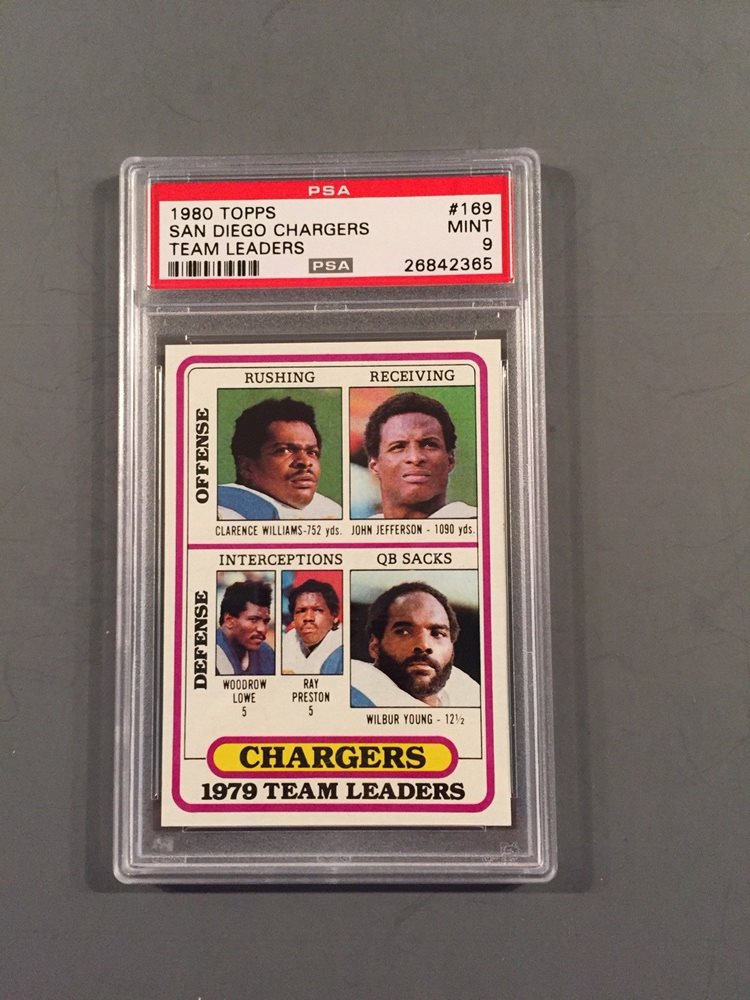 PSA
1980 TOPPS #169
SAN DIEGO CHARGERS MINT
TEAM LEADERS 9
PSA 26842365
RUSHING RECEIVING
OFFENSE
CLARENCE WILLIAMS-752 yds. JOHN JEFFERSON - 1090 yds.
INTERCEPTIONS QB SACKS
DEFENSE
WOODROW
LOWE
5
RAY
PRESTON
5
WILBUR YOUNG - 12½
CHARGERS
1979 TEAM LEADERS